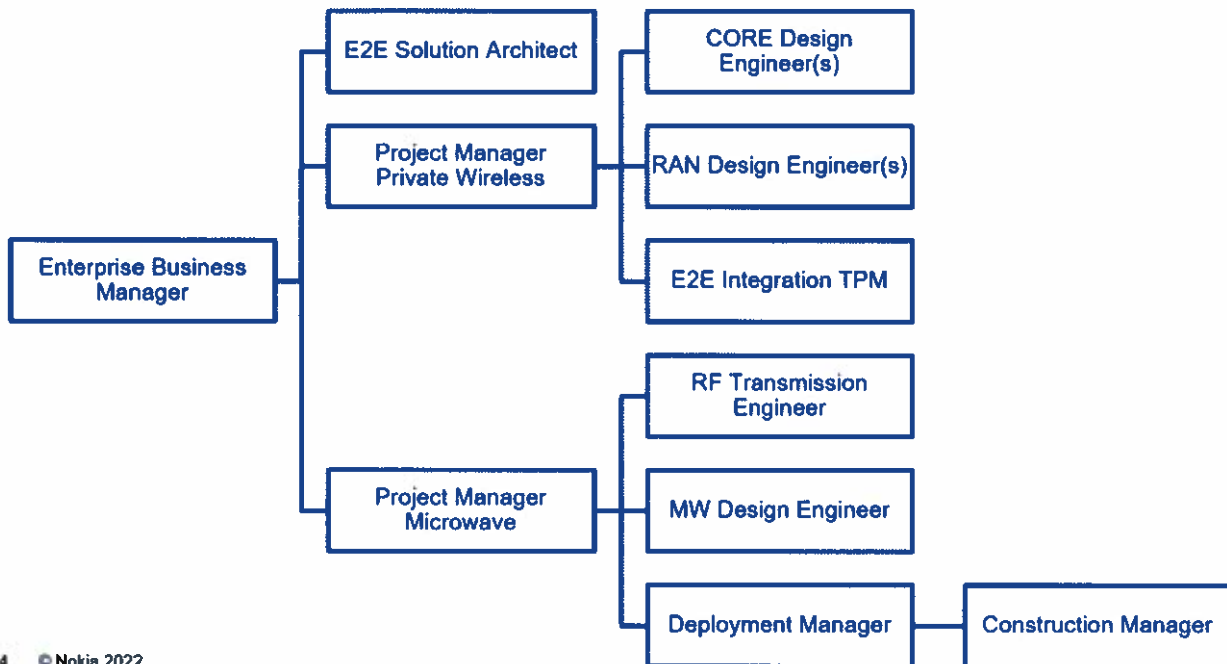 E2E Solution Architect
CORE Design
Engineer(s)
Project Manager
Private Wireless
RAN Design Engineer(s)
Enterprise Business
Manager
E2E Integration TPM
RF Transmission
Engineer
Project Manager
Microwave
MW Design Engineer
Deployment Manager
Construction Manager
4 © Nokia 2022